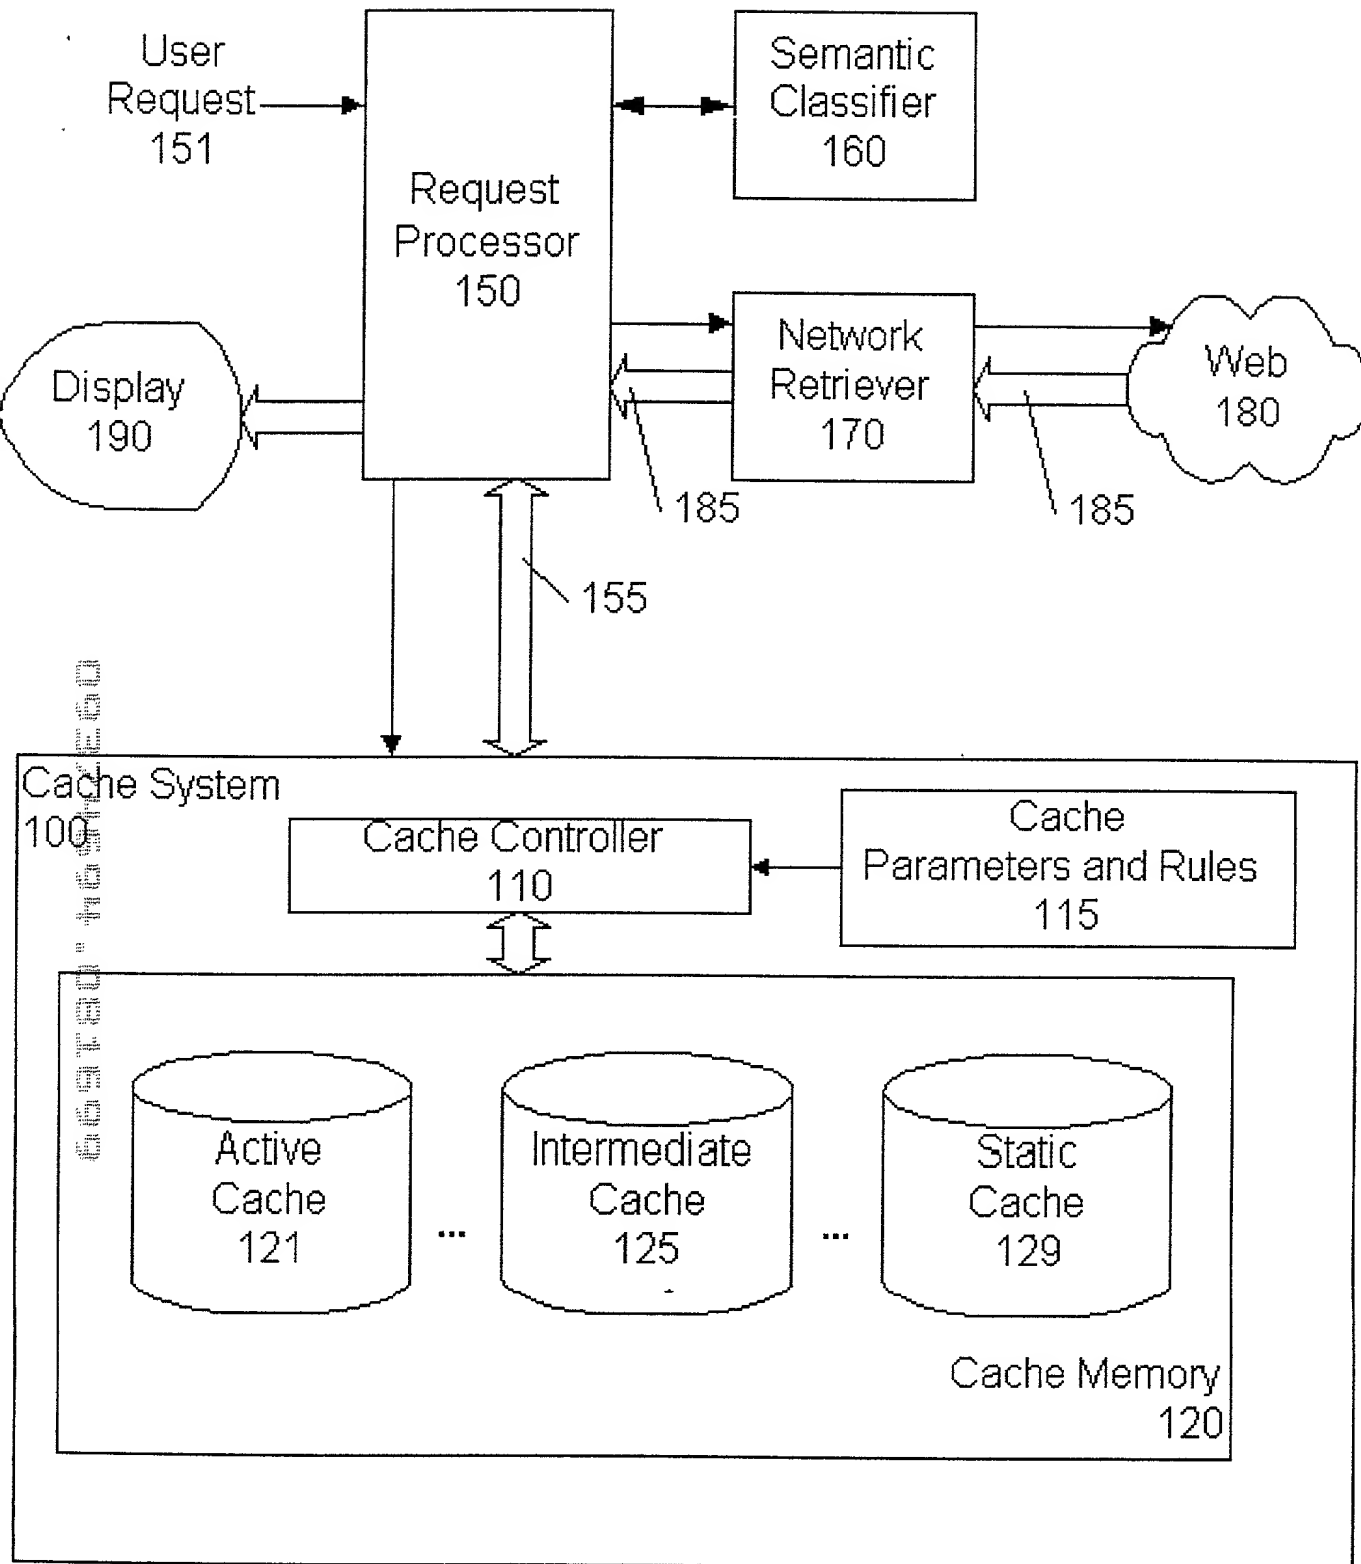 User
Request
151
Request
Processor
150
Semantic
Classifier
160
Network
Retriever
170
Web
180
Display
190
185
185
155
Cache System
100
Cache Controller
110
Cache
Parameters and Rules
115
Active
Cache
121
...
Intermediate
Cache
125
...
Static
Cache
129
Cache Memory
120